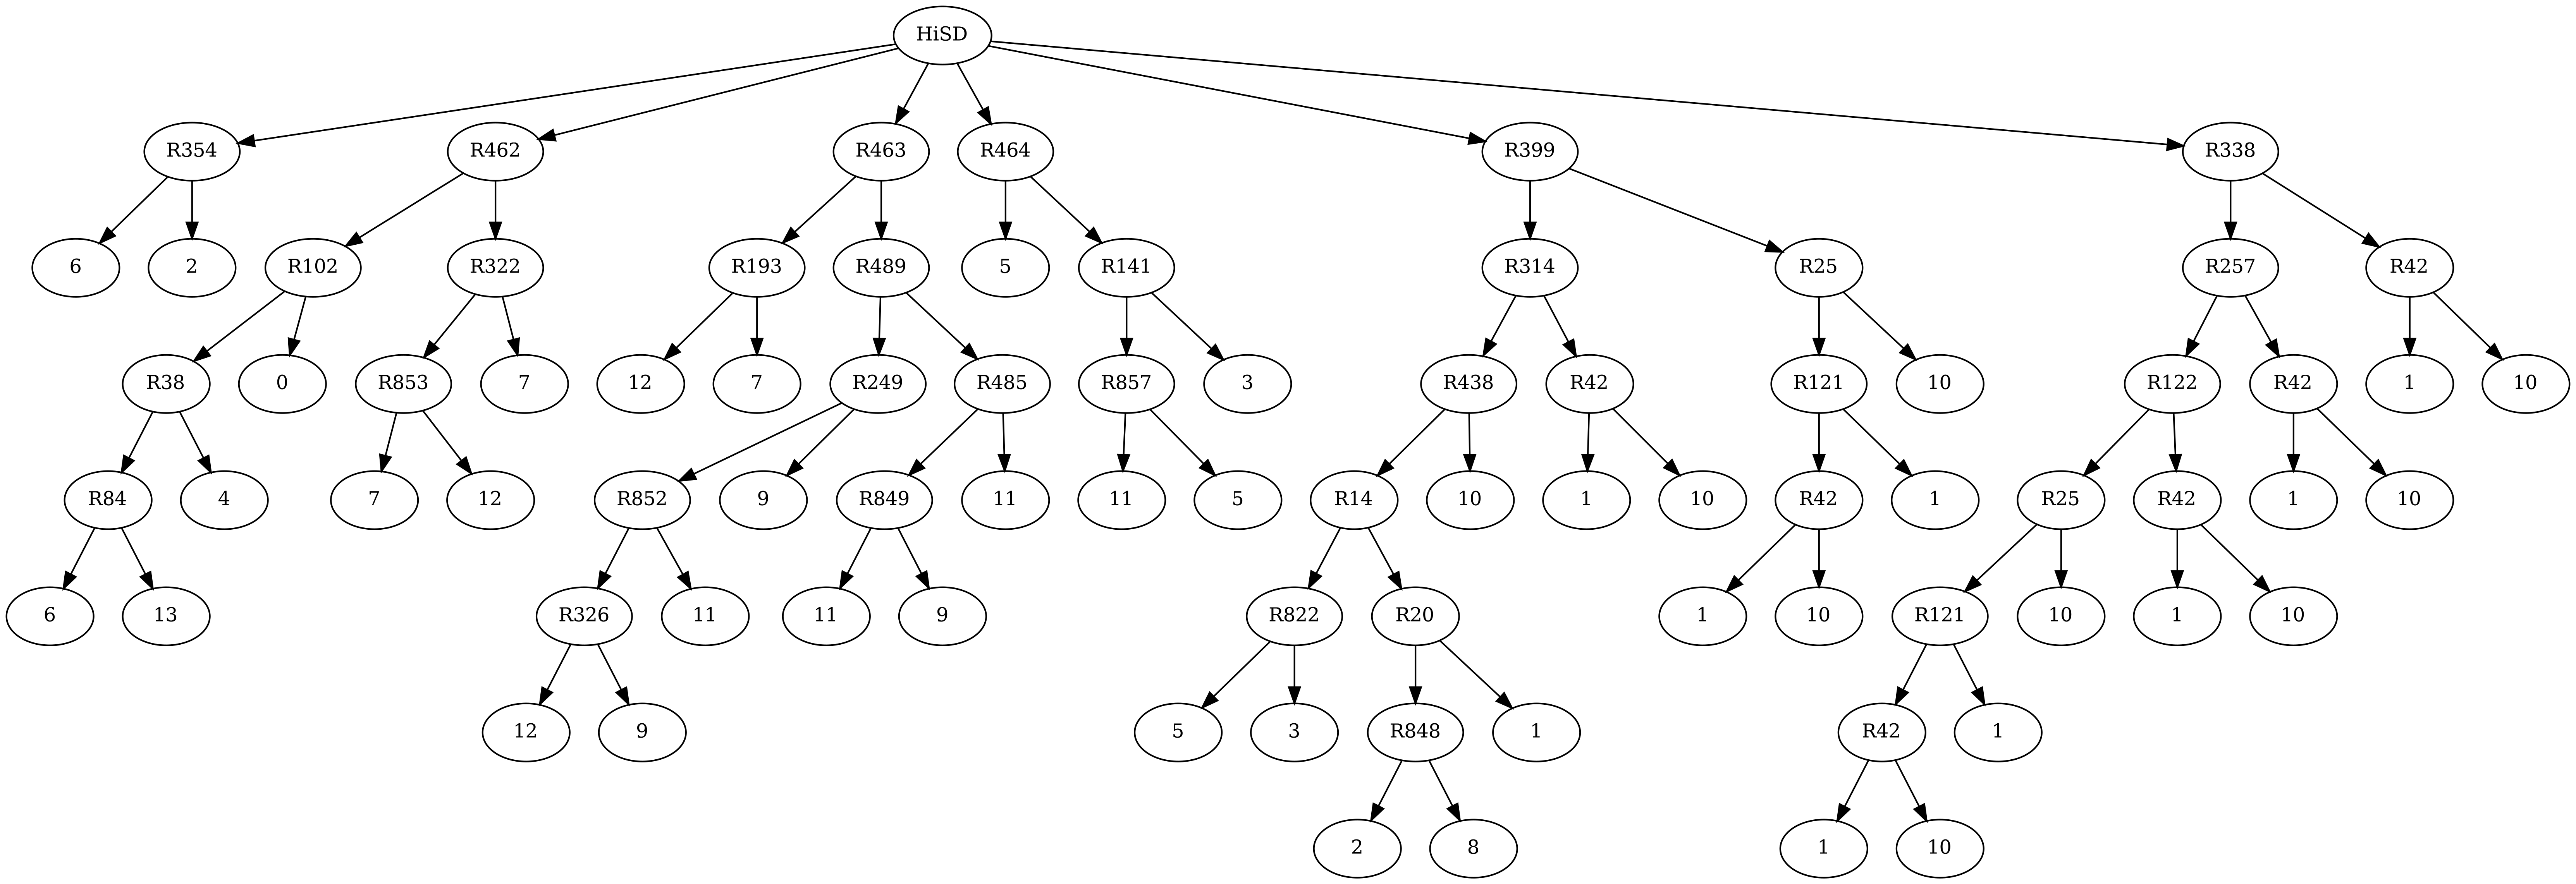 HiSD
R354 R462 R463 R464 R399 R338
6 2 R102 R322 R193 R489 5 R141 R314 R25 R257 R42
R38 0 R853 7 12 7 R249 R485 R857 3 R438 R42 R121 10 R122 R42 1 10
R84 4 7 12 R852 9 R849 11 11 5 R14 10 1 10 R42 1 R25 R42 1 10
6 13 R326 11 11 9 R822 R20 1 10 R121 10 1 10
12 9 5 3 R848 1 R42 1
2 8 1 10